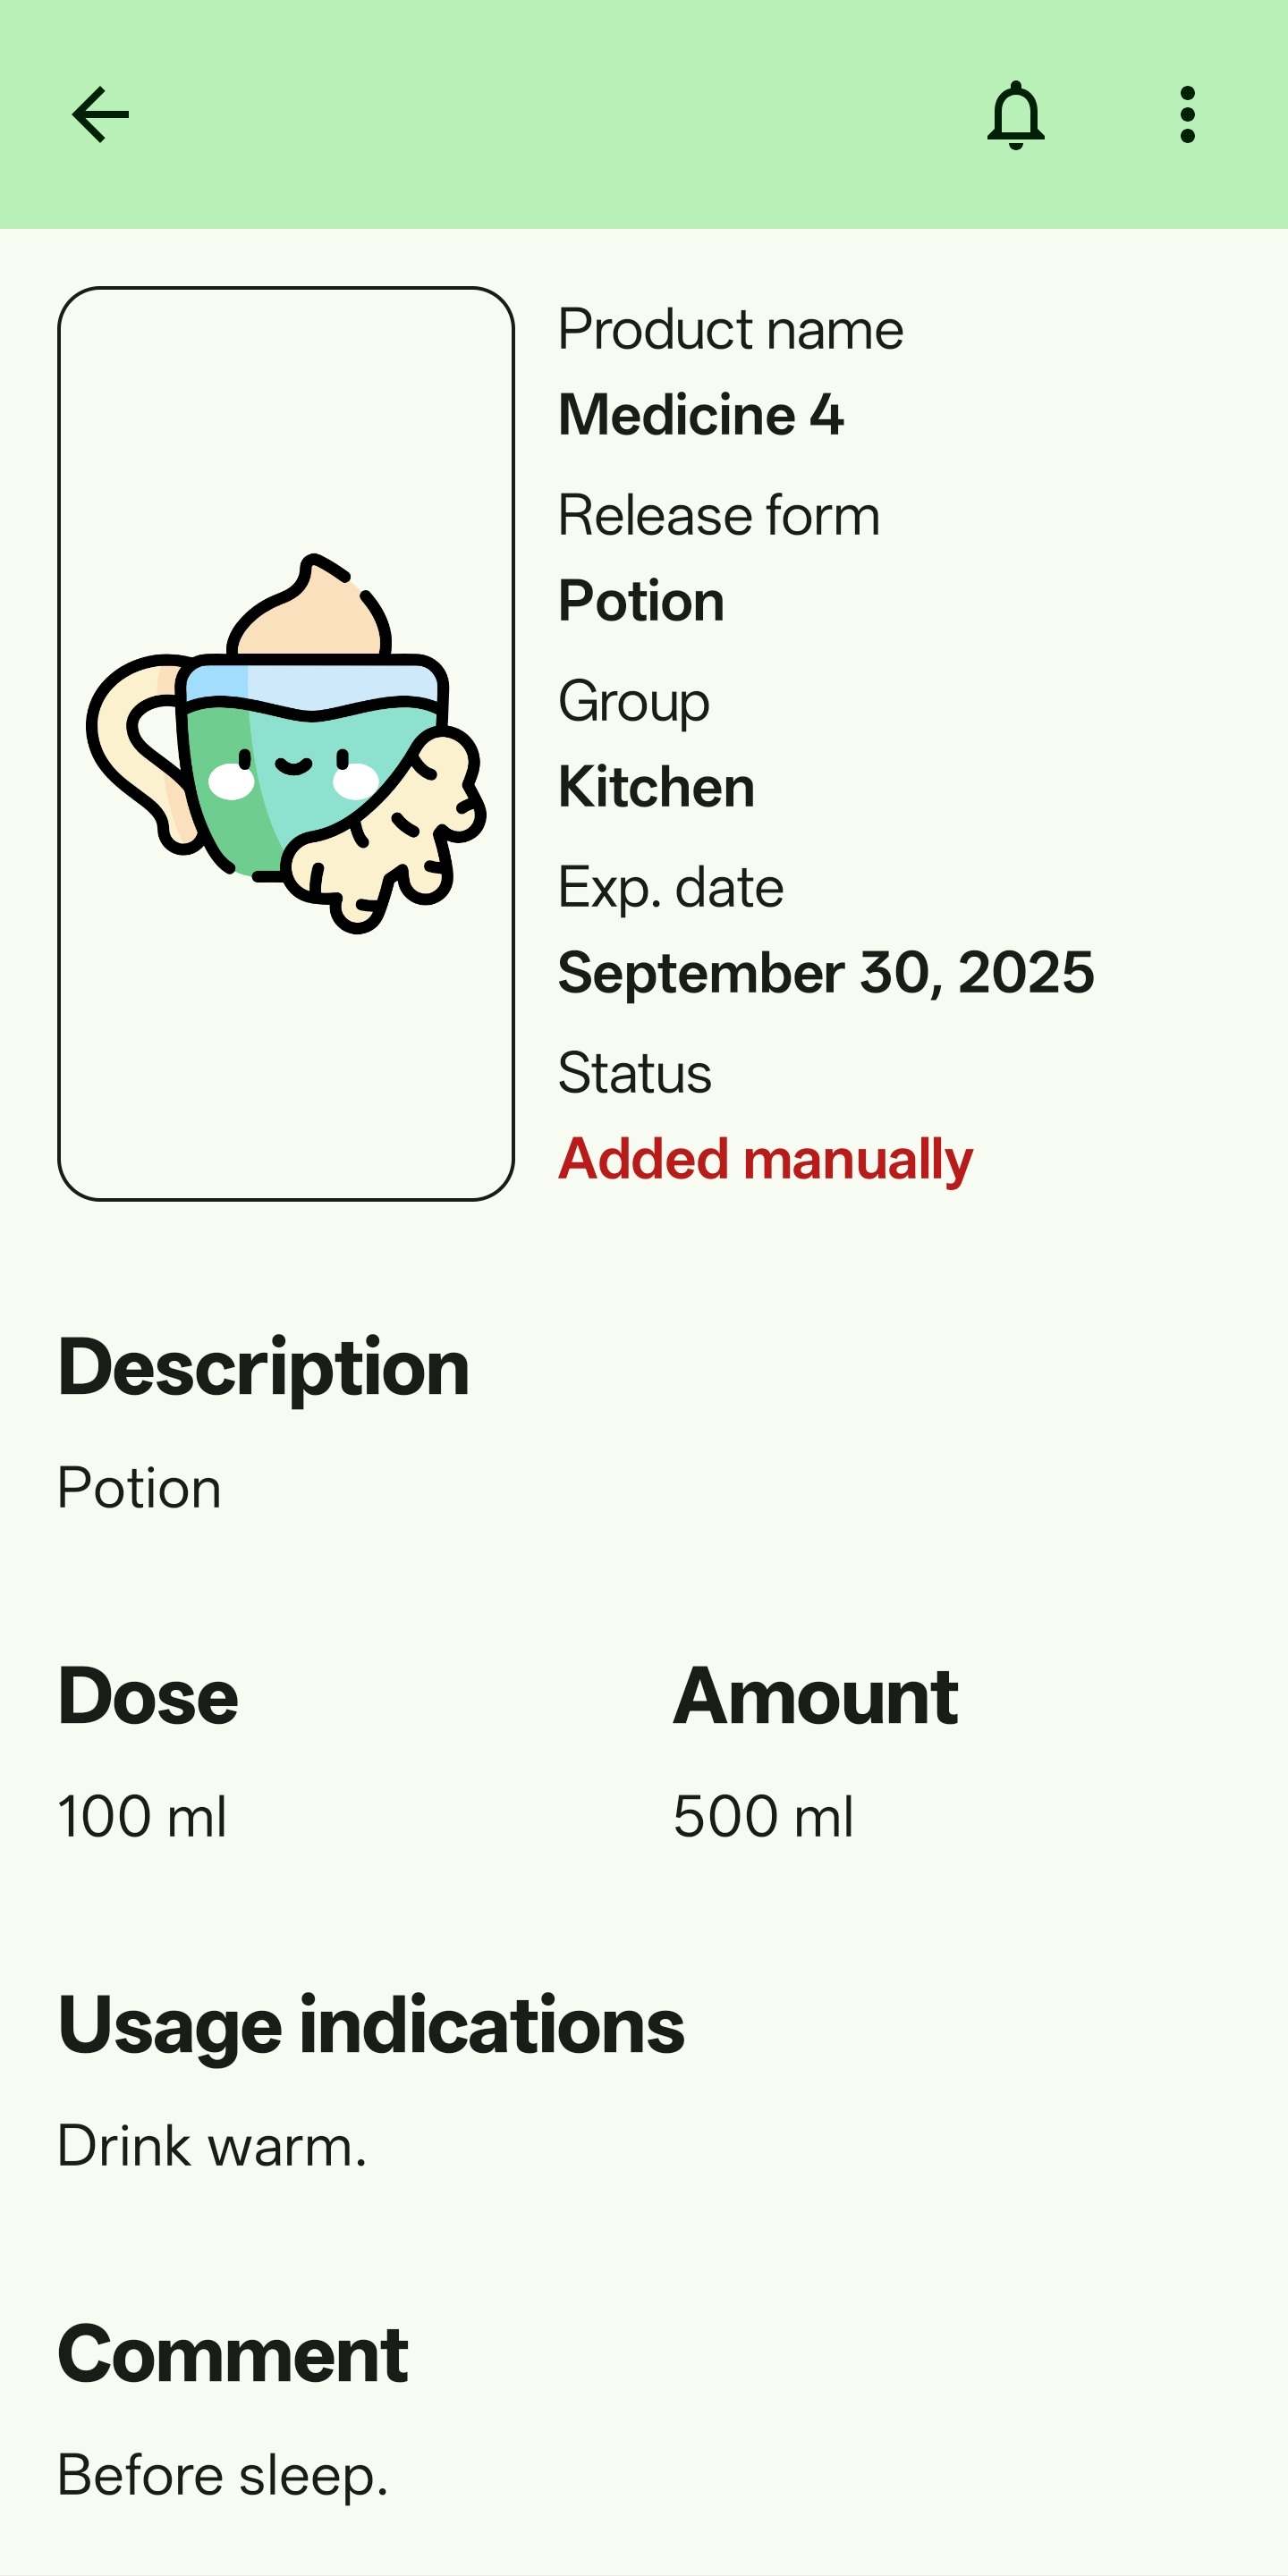 Product name
Medicine 4
Release form
Potion
Group
Kitchen
Exp. date
September 30, 2025
Status
Added manually
Description
Potion
Dose
Amount
100 ml
500 ml
Usage indications
Drink warm.
Comment
Before sleep.